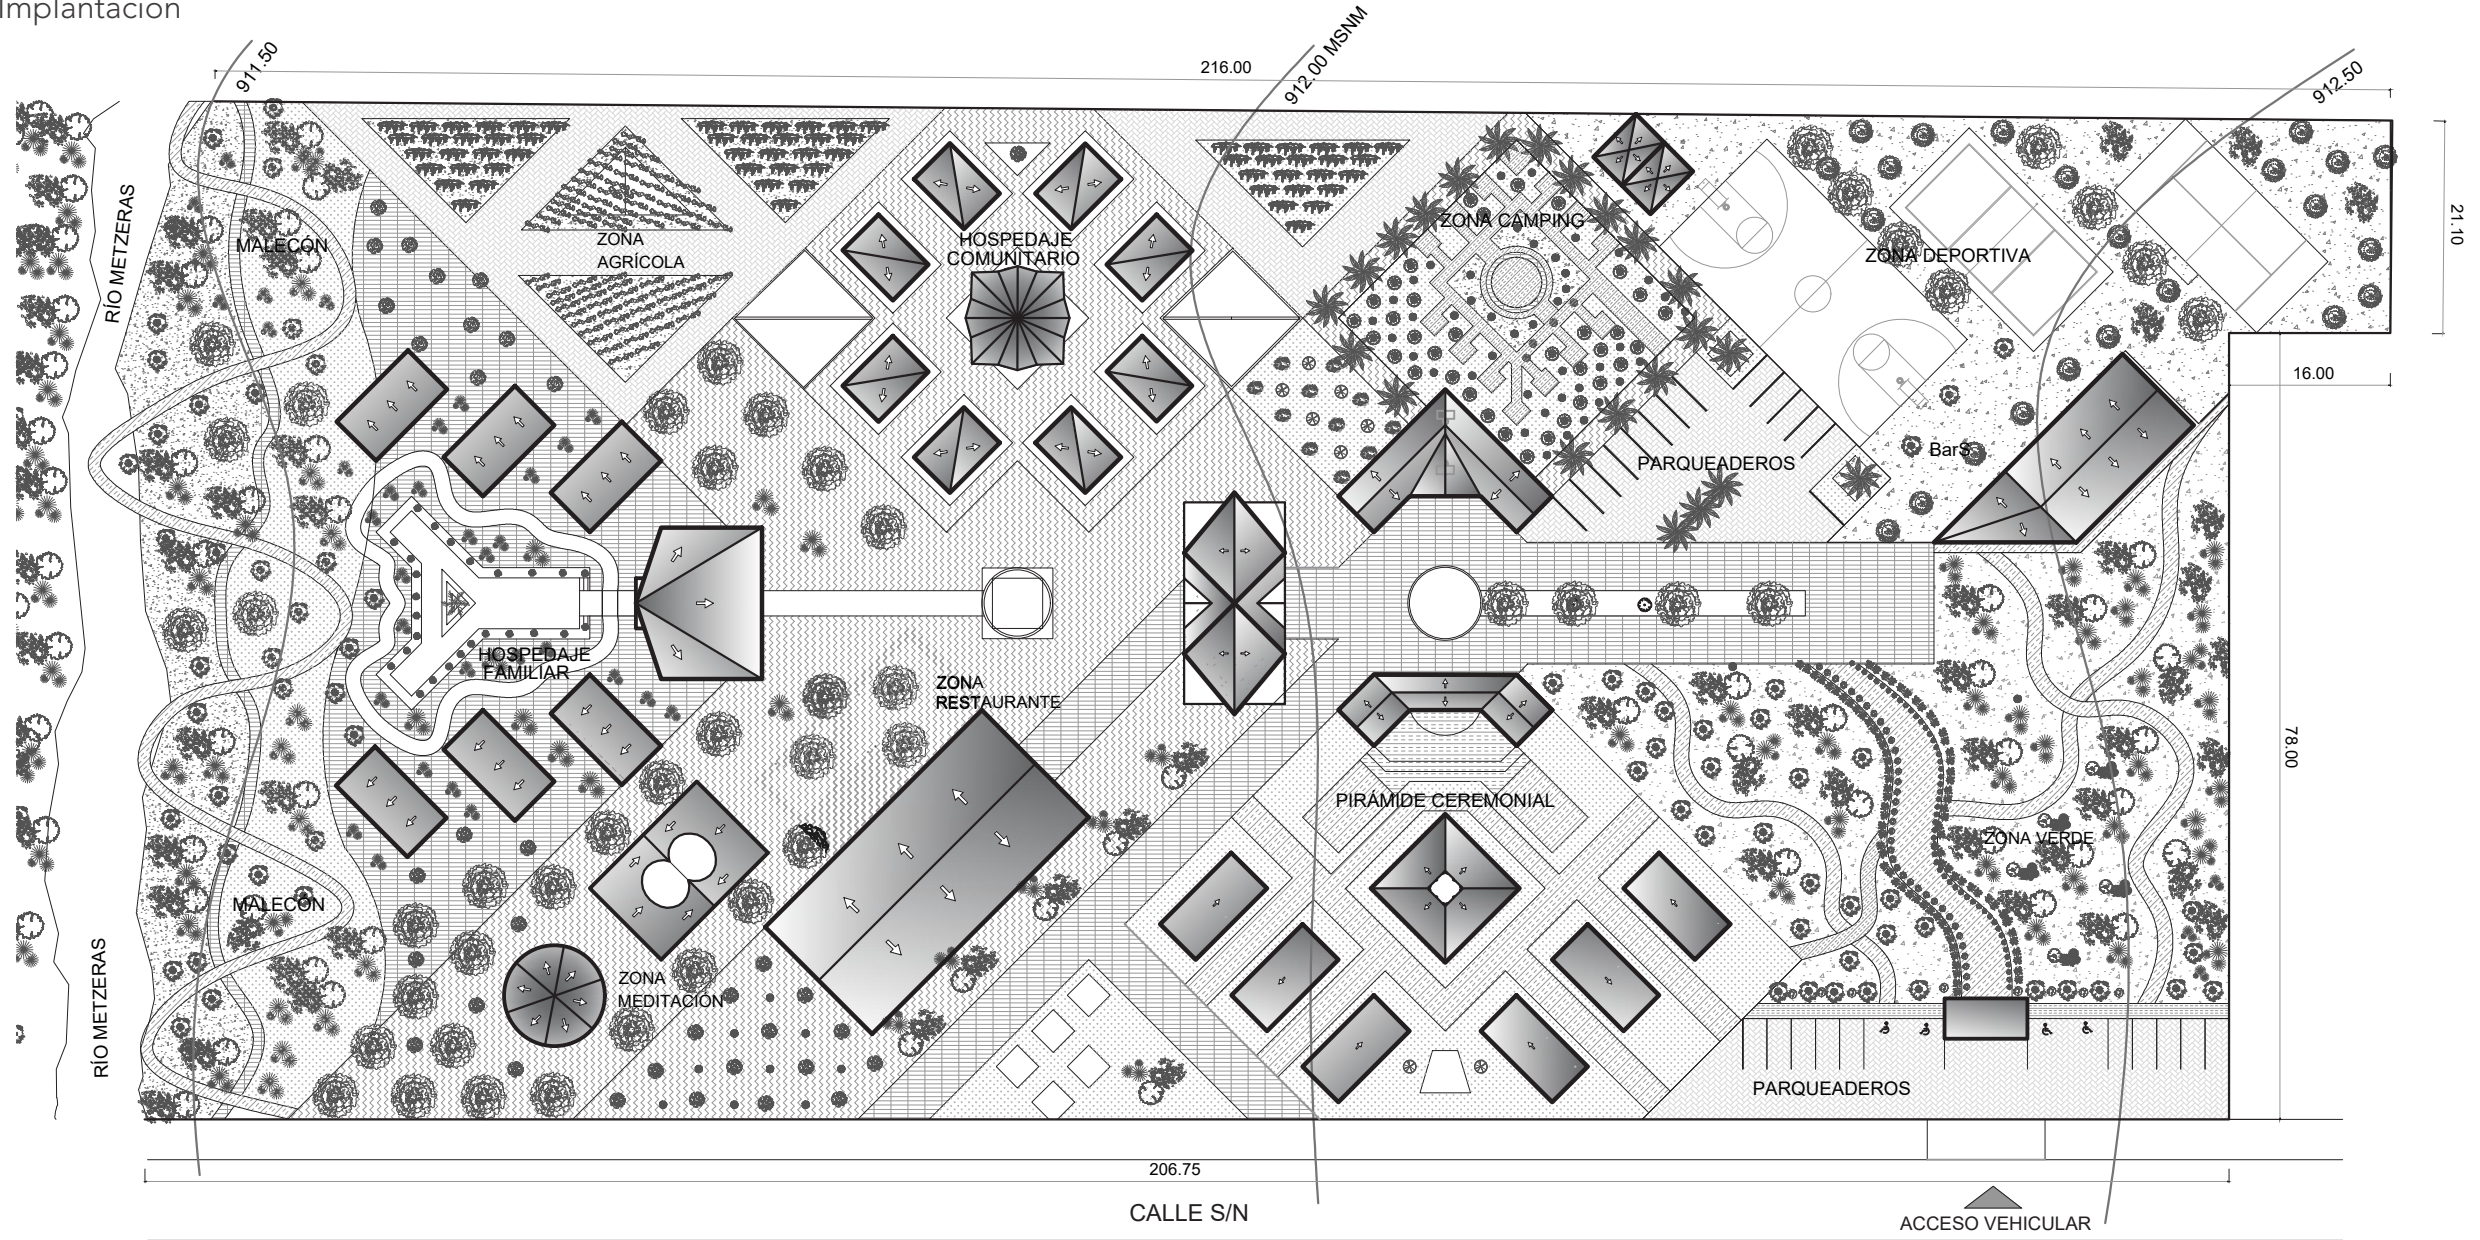 Implantación
911.50
216.00
912.00 MSNM
912.50
21.10
RÍO METZERAS
MALECÓN
ZONA
AGRÍCOLA
HOSPEDAJE
COMUNITARIO
ZONA CAMPING
ZONA DEPORTIVA
16.00
BarS
PARQUEADEROS
HOSPEDAJE
FAMILIAR
ZONA
RESTAURANTE
78.00
PIRÁMIDE CEREMONIAL
ZONA VERDE
MALECÓN
RÍO METZERAS
ZONA
MEDITACIÓN
PARQUEADEROS
206.75
CALLE S/N
ACCESO VEHICULAR